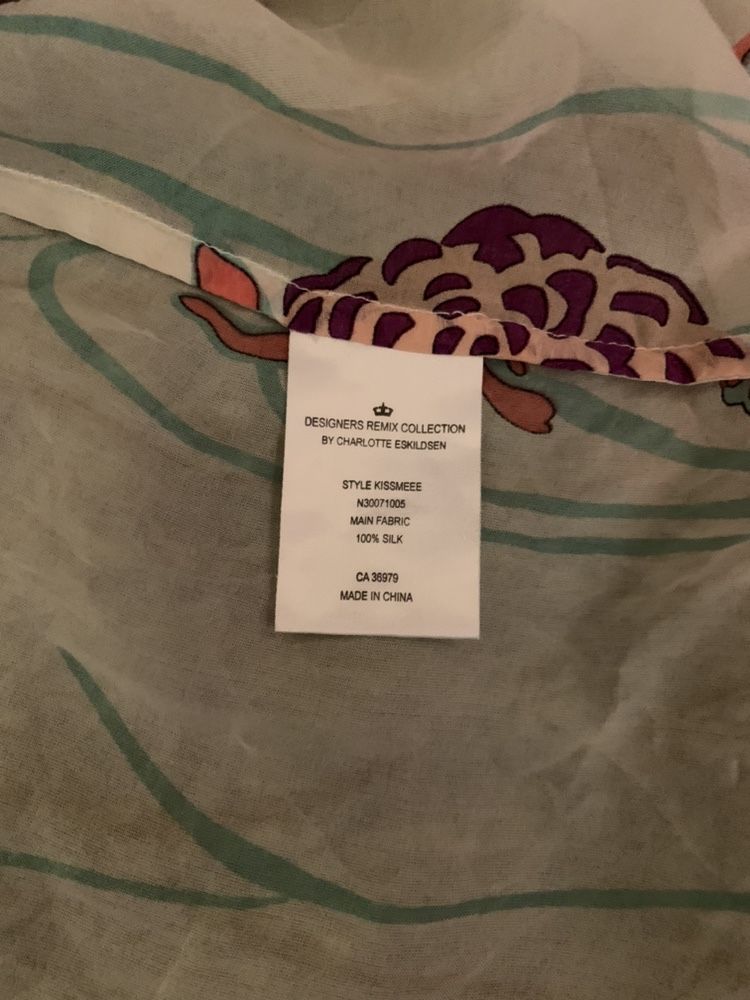 DESIGNERS REMIX COLLECTION
BY CHARLOTTE ESKILDSEN
STYLE KISSMEEE
N30071005
MAIN FABRIC
100% SILK
CA 36979
MADE IN CHINA